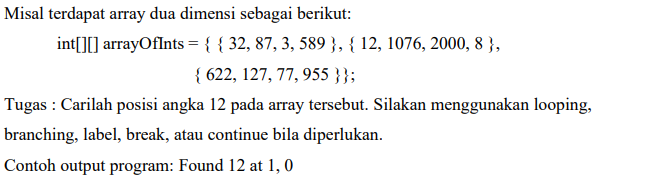 Misal terdapat array dua dimensi sebagai berikut:
int[][] arrayOfInts = { { 32, 87, 3, 589 }, { 12, 1076, 2000, 8 },
{ 622, 127, 77, 955 }};
Tugas : Carilah posisi angka 12 pada array tersebut. Silakan menggunakan looping,
branching, label, break, atau continue bila diperlukan.
Contoh output program: Found 12 at 1, 0